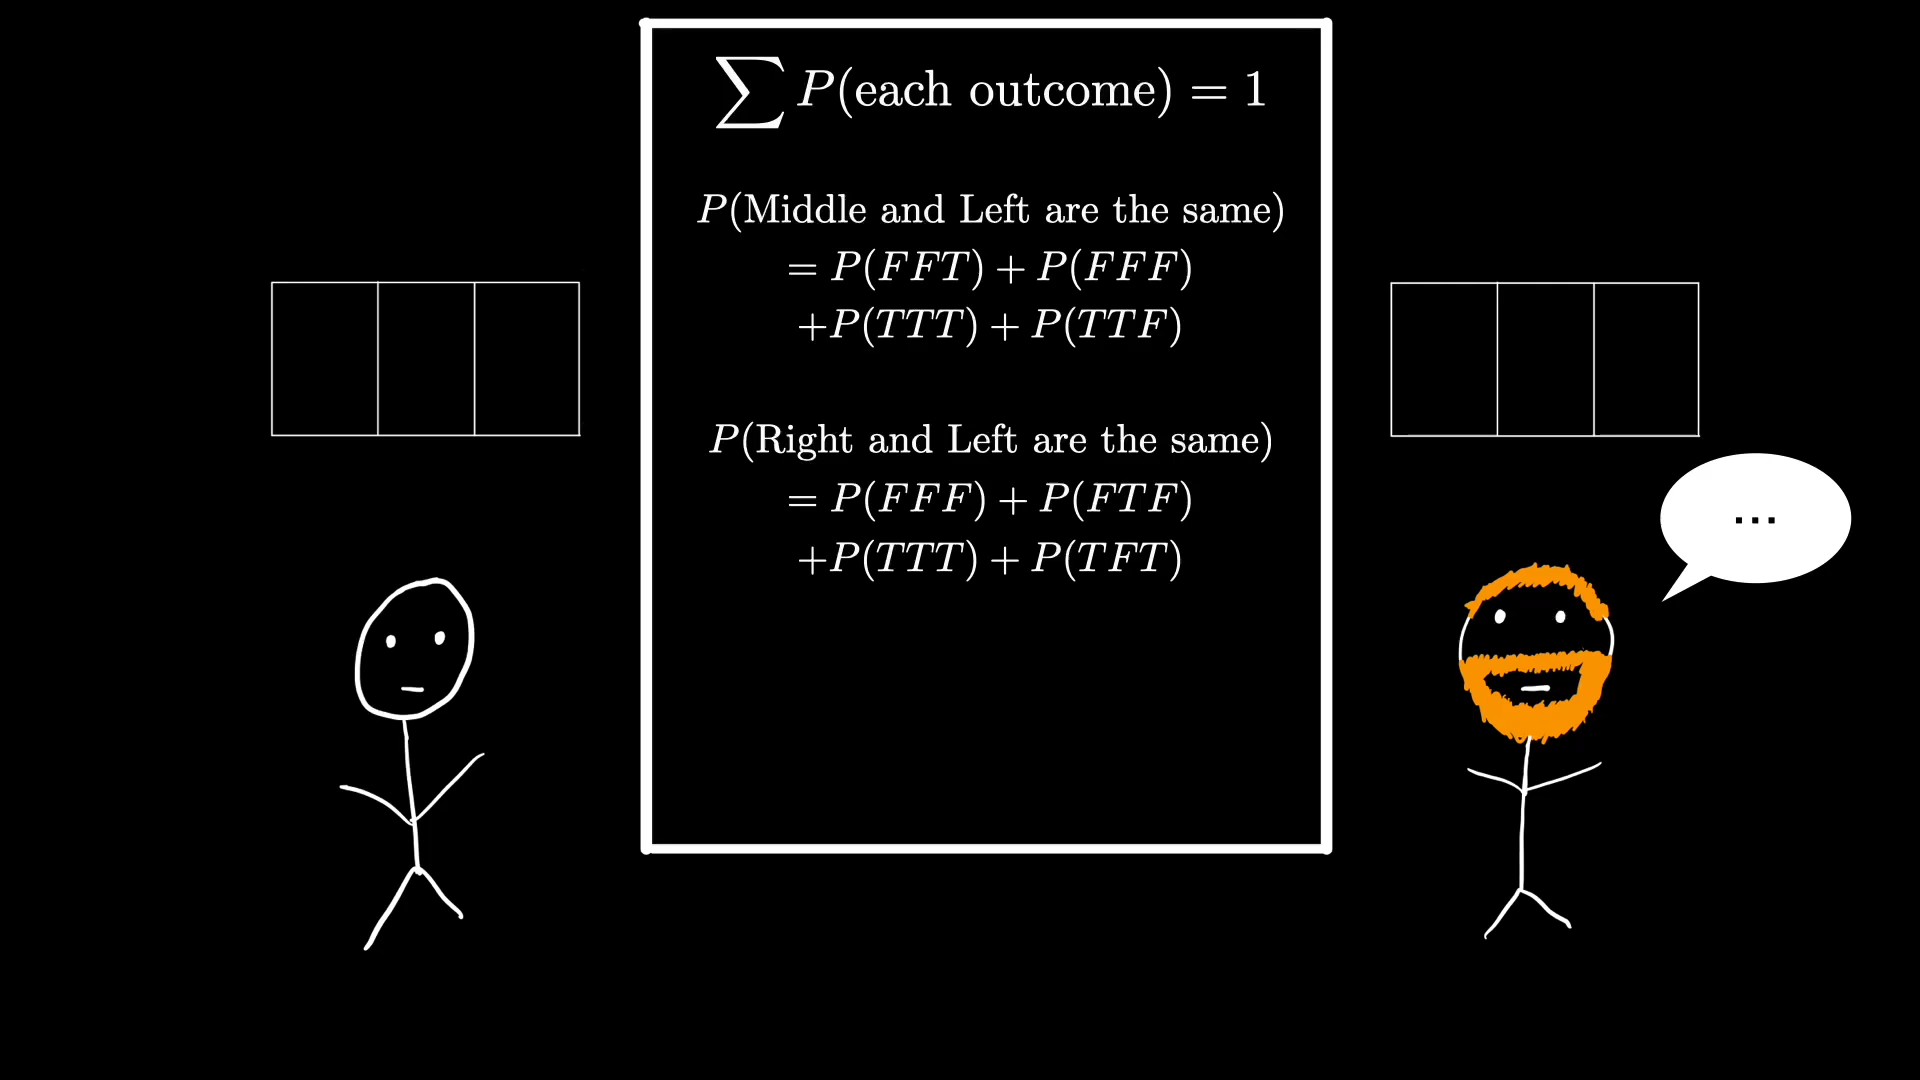 ∑ P(each outcome) = 1
P(Middle and Left are the same)
= P(FFT) + P(FFF)
+P(TTT) + P(TTF)
P(Right and Left are the same)
= P(FFF) + P(FTF)
+P(TTT) + P(TFT)
...